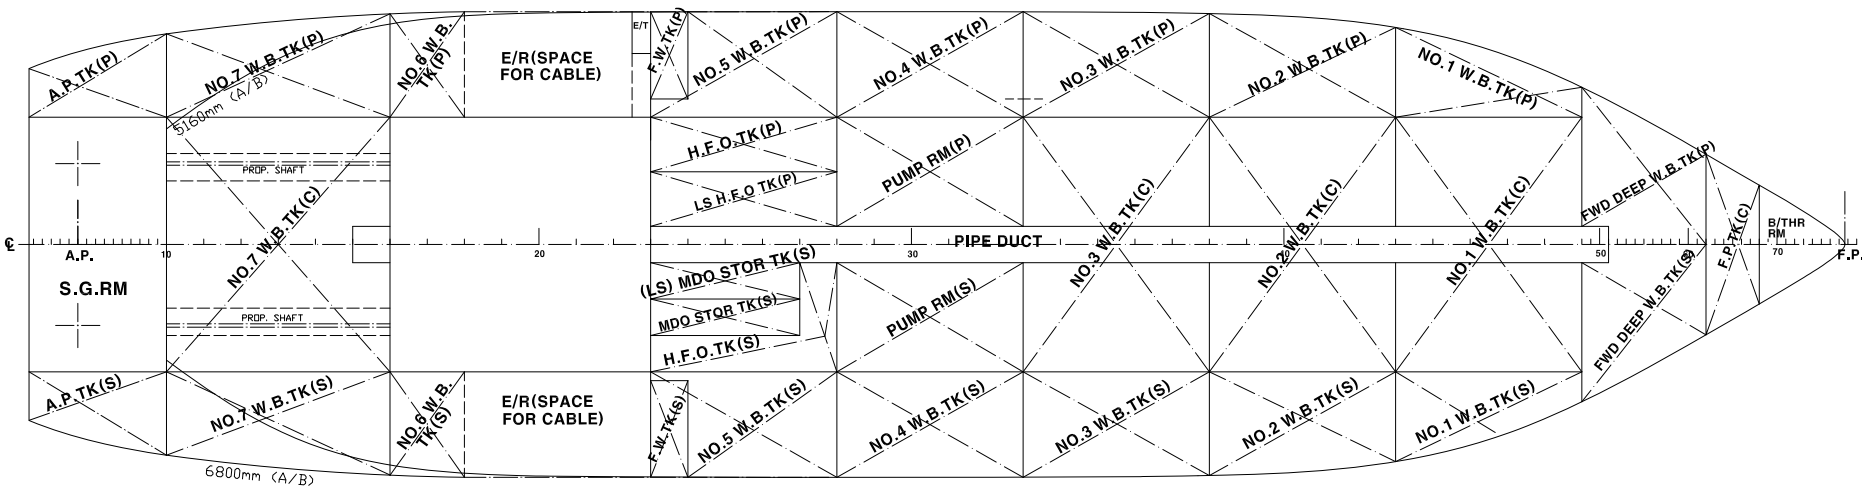 A.P.TK(P)
NO.7 W.B.TK(P)
5160mm (A/B)
NO.6 W.B.
TK(P)
E/R(SPACE
FOR CABLE)
E/T
F.W.TK(P)
NO.5 W.B.TK(P)
NO.4 W.B.TK(P)
NO.3 W.B.TK(P)
NO.2 W.B.TK(P)
NO.1 W.B.TK(P)
PROP. SHAFT
H.F.O.TK(P)
LS H.F.O TK(P)
PUMP RM(P)
FWD DEEP W.B.TK(P)
NO.7 W.B.TK(C)
NO.3 W.B.TK(C)
NO.2 W.B.TK(C)
NO.1 W.B.TK(C)
F.P.TK(C)
B/THR
RM
PIPE DUCT
A.P.
10
20
30
50
70
F.P.
S.G.RM
PROP. SHAFT
(LS) MDO STOR TK(S)
MDO STOR TK(S)
H.F.O.TK(S)
PUMP RM(S)
FWD DEEP W.B.TK(S)
A.P.TK(S)
NO.7 W.B.TK(S)
6800mm (A/B)
NO.6 W.B.
TK(S)
E/R(SPACE
FOR CABLE)
F.W.TK(S)
NO.5 W.B.TK(S)
NO.4 W.B.TK(S)
NO.3 W.B.TK(S)
NO.2 W.B.TK(S)
NO.1 W.B.TK(S)